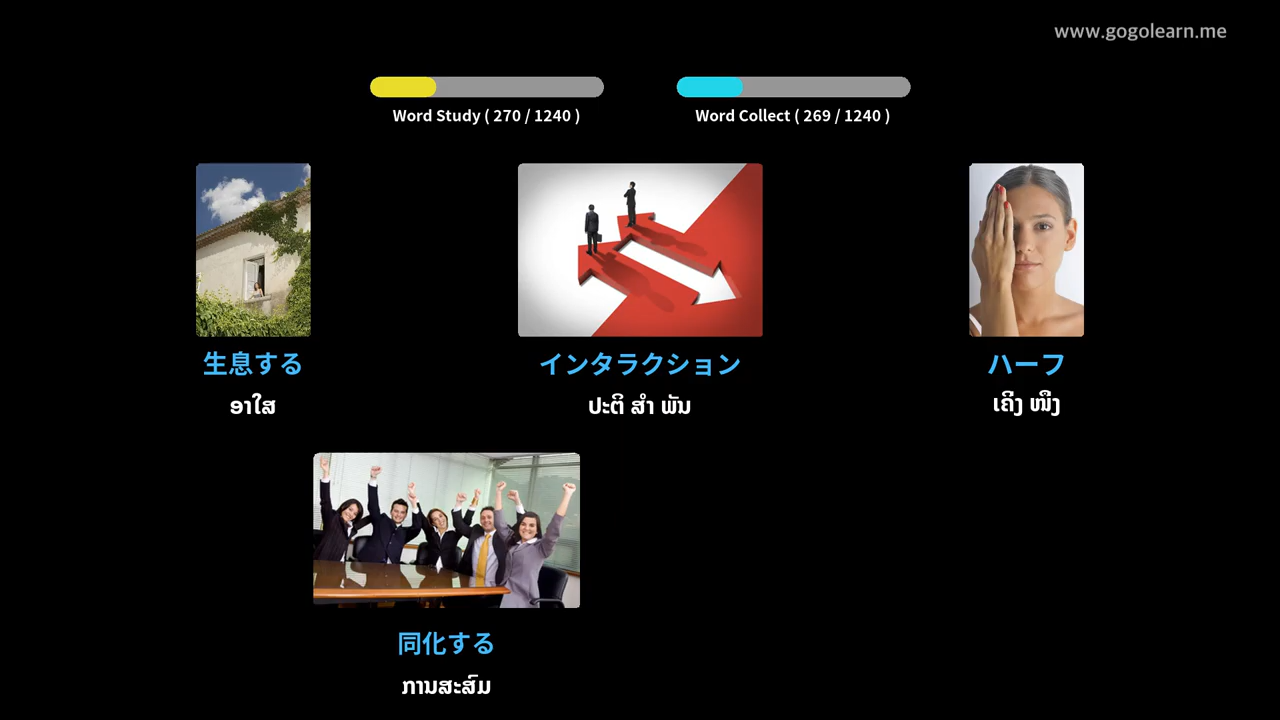 www.gogolearn.me
Word Study ( 270 / 1240 )
Word Collect ( 269 / 1240 )
生息する
インタラクション
ハーフ
ອາໃສ
ປະຕິ ສຳ ພັນ
ເຄິ່ງ ໜຶ່ງ
同化する
ການສະສົມ